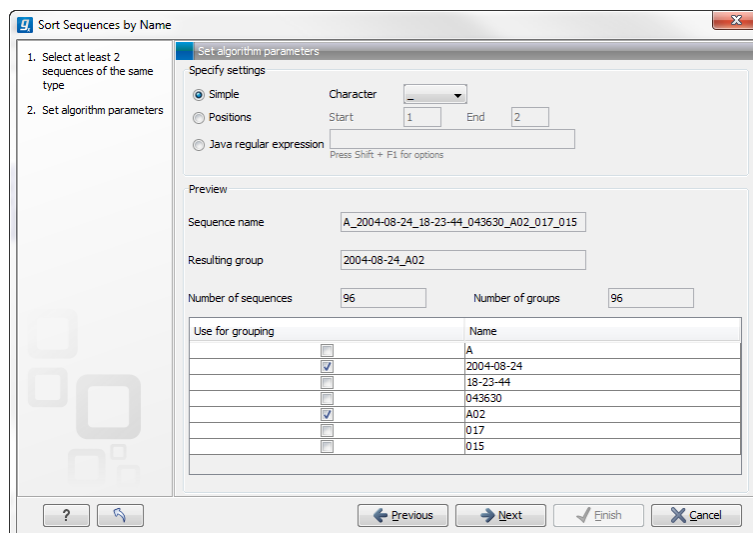 Sort Sequences by Name
1. Select at least 2
sequences of the same
type
2. Set algorithm parameters
Set algorithm parameters
Specify settings
Simple Character _
Positions Start 1 End 2
Java regular expression
Press Shift + F1 for options
Preview
Sequence name A_2004-08-24_18-23-44_043630_A02_017_015
Resulting group 2004-08-24_A02
Number of sequences 96 Number of groups 96
Use for grouping Name
A
2004-08-24
18-23-44
043630
A02
017
015
? Previous Next Finish Cancel